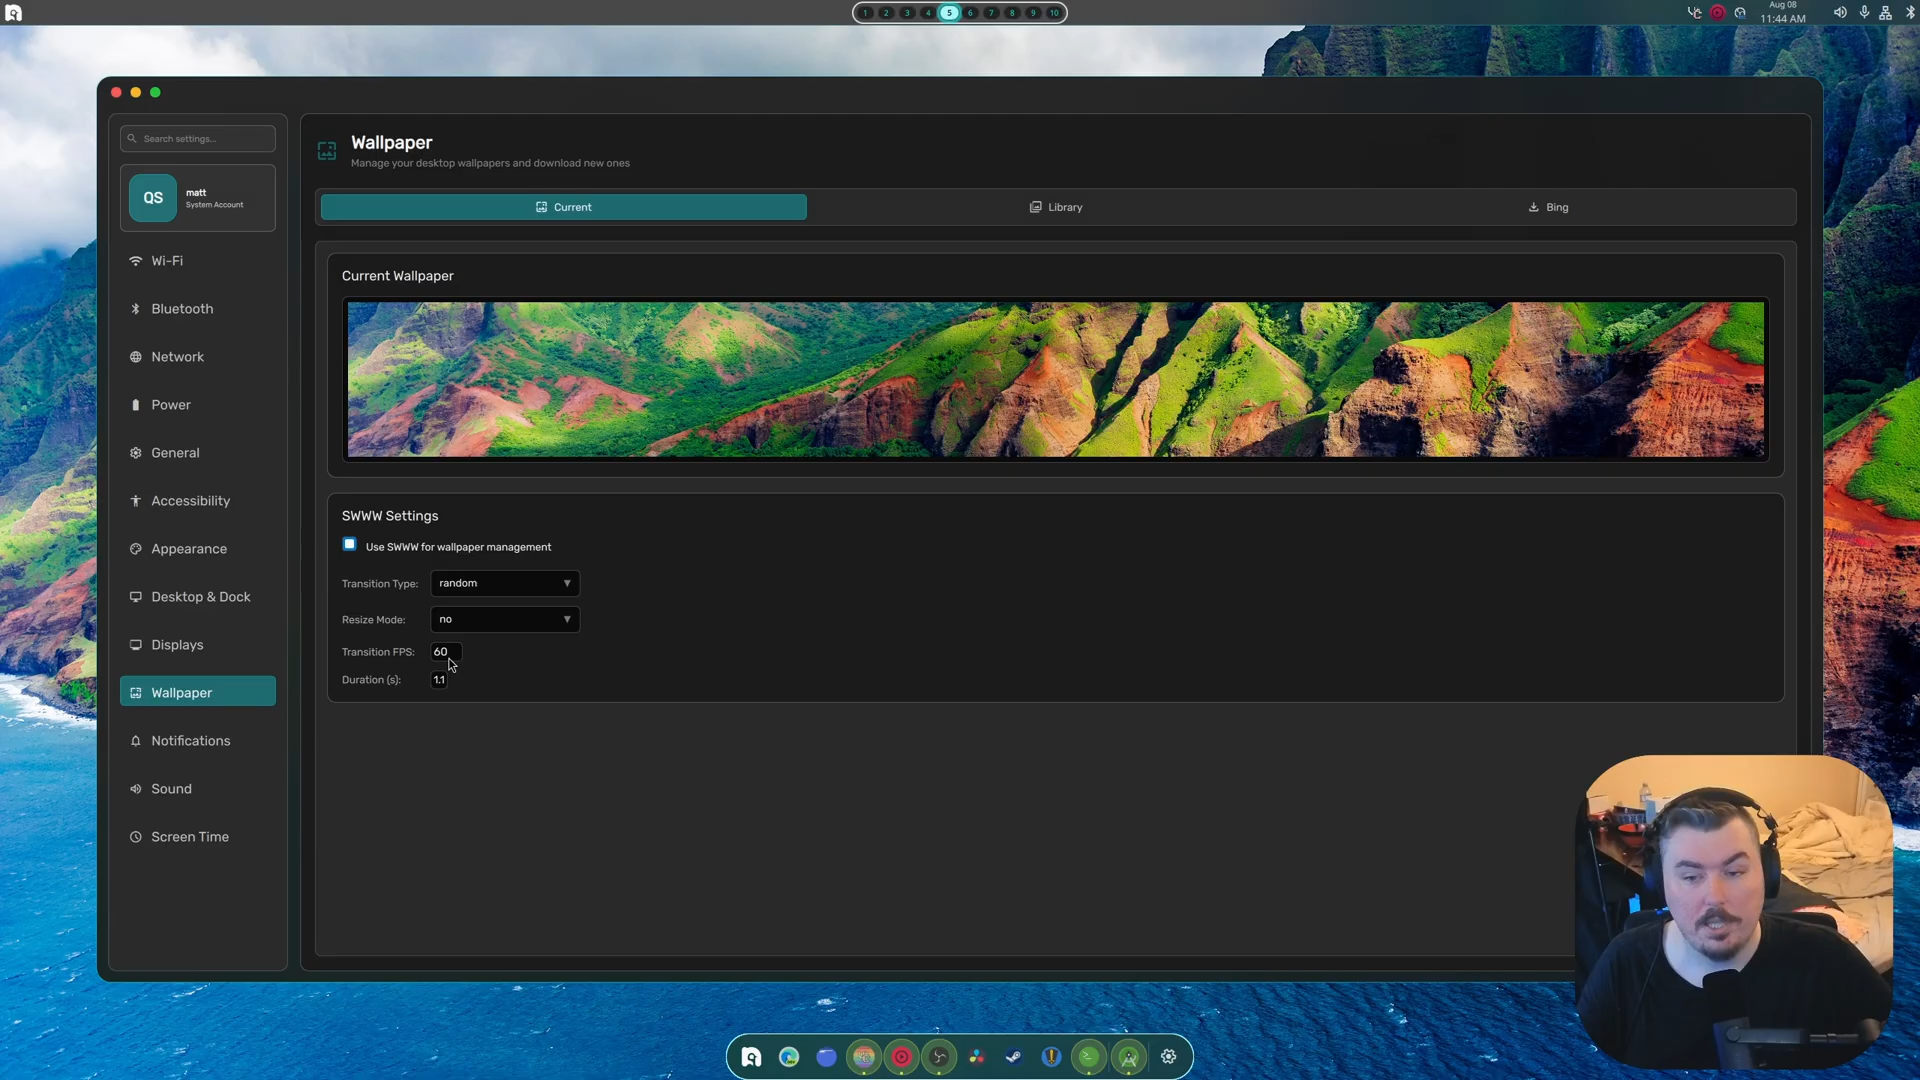 1 2 3 4 5 6 7 8 9 10
Aug 08
11:44 AM
Search settings...
QS
matt
System Account
Wi-Fi
Bluetooth
Network
Power
General
Accessibility
Appearance
Desktop & Dock
Displays
Wallpaper
Notifications
Sound
Screen Time
Wallpaper
Manage your desktop wallpapers and download new ones
Current
Library
Bing
Current Wallpaper
SWWW Settings
Use SWWW for wallpaper management
Transition Type: random
Resize Mode: no
Transition FPS: 60
Duration (s): 1.1